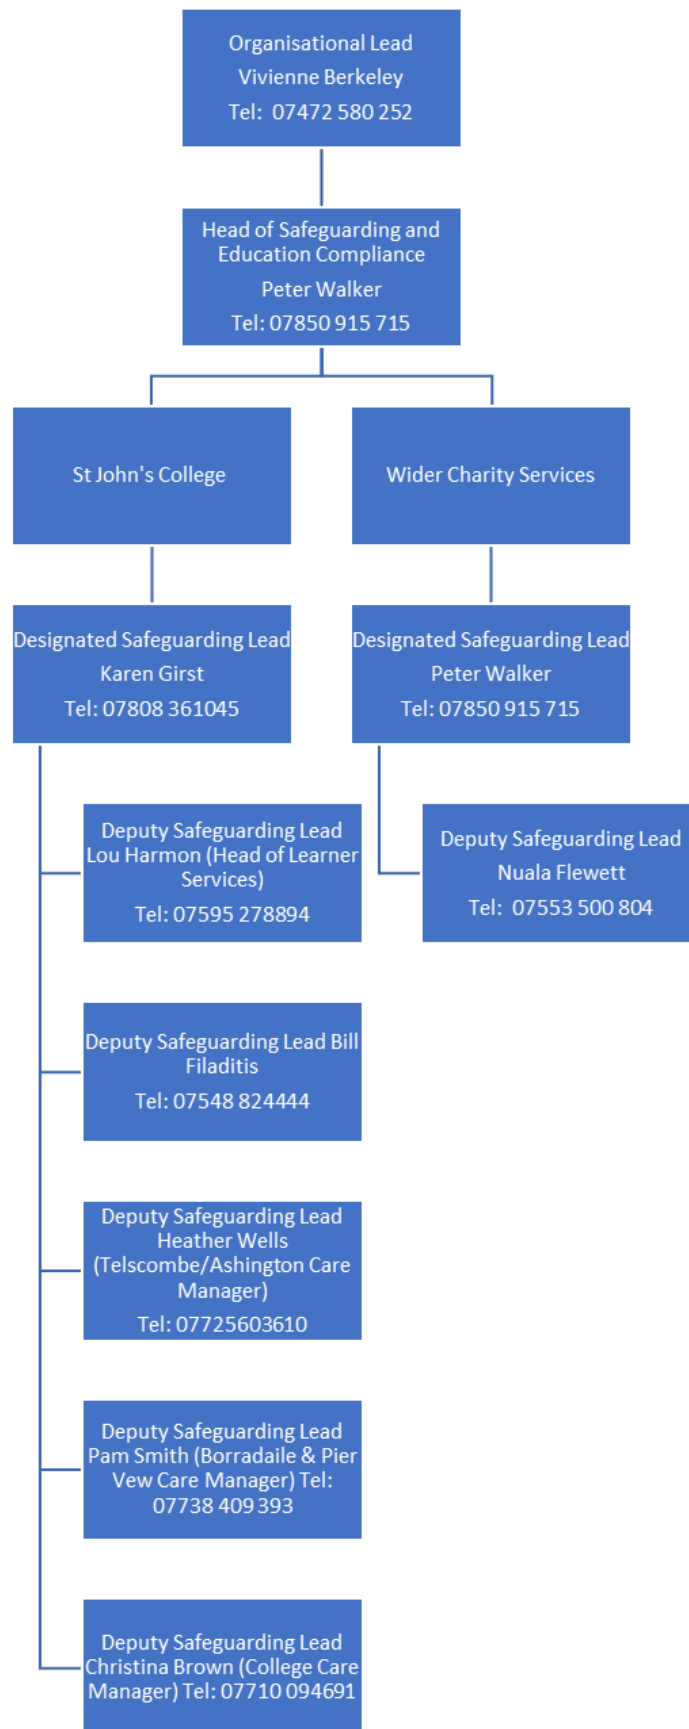 Organisational Lead
Vivienne Berkeley
Tel:  07472 580 252
Head of Safeguarding and
Education Compliance
Peter Walker
Tel: 07850 915 715
St John's College
Wider Charity Services
Designated Safeguarding Lead
Karen Girst
Tel: 07808 361045
Designated Safeguarding Lead
Peter Walker
Tel: 07850 915 715
Deputy Safeguarding Lead
Lou Harmon (Head of Learner
Services)
Tel: 07595 278894
Deputy Safeguarding Lead
Nuala Flewett
Tel:  07553 500 804
Deputy Safeguarding Lead Bill
Filaditis
Tel: 07548 824444
Deputy Safeguarding Lead
Heather Wells
(Telscombe/Ashington Care
Manager)
Tel: 07725603610
Deputy Safeguarding Lead
Pam Smith (Borradaile & Pier
Vew Care Manager) Tel:
07738 409 393
Deputy Safeguarding Lead
Christina Brown (College Care
Manager) Tel: 07710 094691